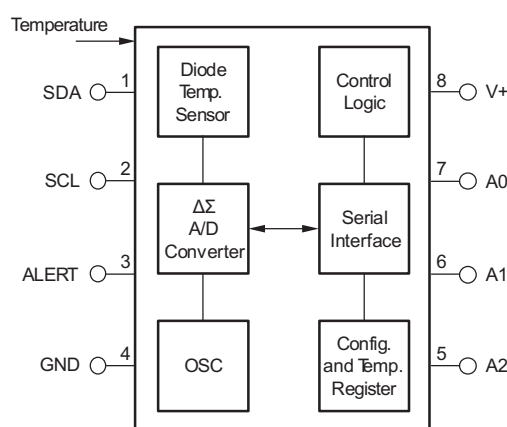 Temperature
SDA
1
SCL
2
ALERT
3
GND
4
Diode
Temp.
Sensor
ΔΣ
A/D
Converter
OSC
Control
Logic
Serial
Interface
Config.
and Temp.
Register
8
V+
7
A0
6
A1
5
A2